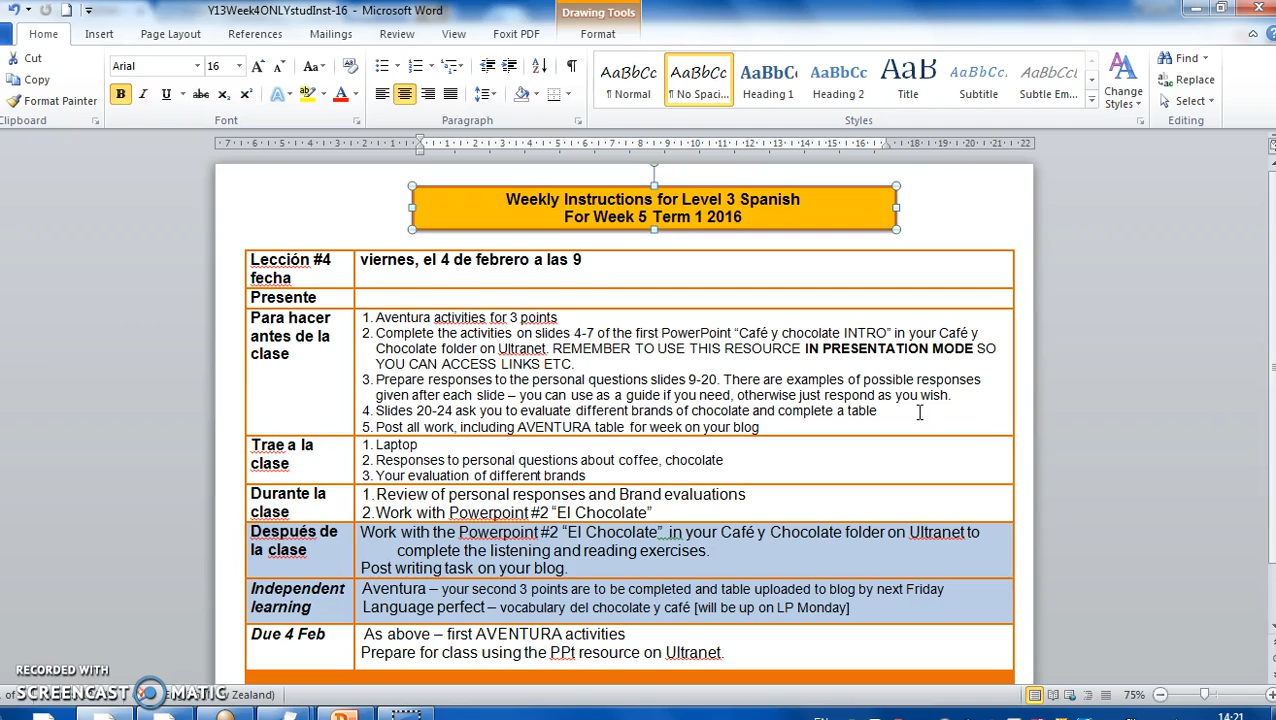 Y13Week4ONLYstudInst-16 - Microsoft Word
Drawing Tools
Home Insert Page Layout References Mailings Review View Foxit PDF Format
Cut
Copy
Format Painter
Clipboard
Arial 16
Font
Paragraph
AaBbCc AaBbCc AaBbCc AaBbCc AaB AaBbCc. AaBbCc
¶ Normal ¶ No Spaci... Heading 1 Heading 2 Title Subtitle Subtle Em...
Styles
Change Styles
Find
Replace
Select
Editing
Weekly Instructions for Level 3 Spanish
For Week 5 Term 1 2016
Lección #4 fecha
viernes, el 4 de febrero a las 9
Presente
Para hacer antes de la clase
1. Aventura activities for 3 points
2. Complete the activities on slides 4-7 of the first PowerPoint “Café y chocolate INTRO” in your Café y
Chocolate folder on Ultranet. REMEMBER TO USE THIS RESOURCE IN PRESENTATION MODE SO
YOU CAN ACCESS LINKS ETC.
3. Prepare responses to the personal questions slides 9-20. There are examples of possible responses
given after each slide – you can use as a guide if you need, otherwise just respond as you wish.
4. Slides 20-24 ask you to evaluate different brands of chocolate and complete a table
5. Post all work, including AVENTURA table for week on your blog
Trae a la clase
1. Laptop
2. Responses to personal questions about coffee, chocolate
3. Your evaluation of different brands
Durante la clase
1. Review of personal responses and Brand evaluations
2. Work with Powerpoint #2 “El Chocolate”
Después de la clase
Work with the Powerpoint #2 “El Chocolate” in your Café y Chocolate folder on Ultranet to
complete the listening and reading exercises.
Post writing task on your blog.
Independent learning
Aventura – your second 3 points are to be completed and table uploaded to blog by next Friday
Language perfect – vocabulary del chocolate y café [will be up on LP Monday]
Due 4 Feb
As above – first AVENTURA activities
Prepare for class using the PPt resource on Ultranet.
RECORDED WITH
SCREENCAST MATIC
75%
14:21